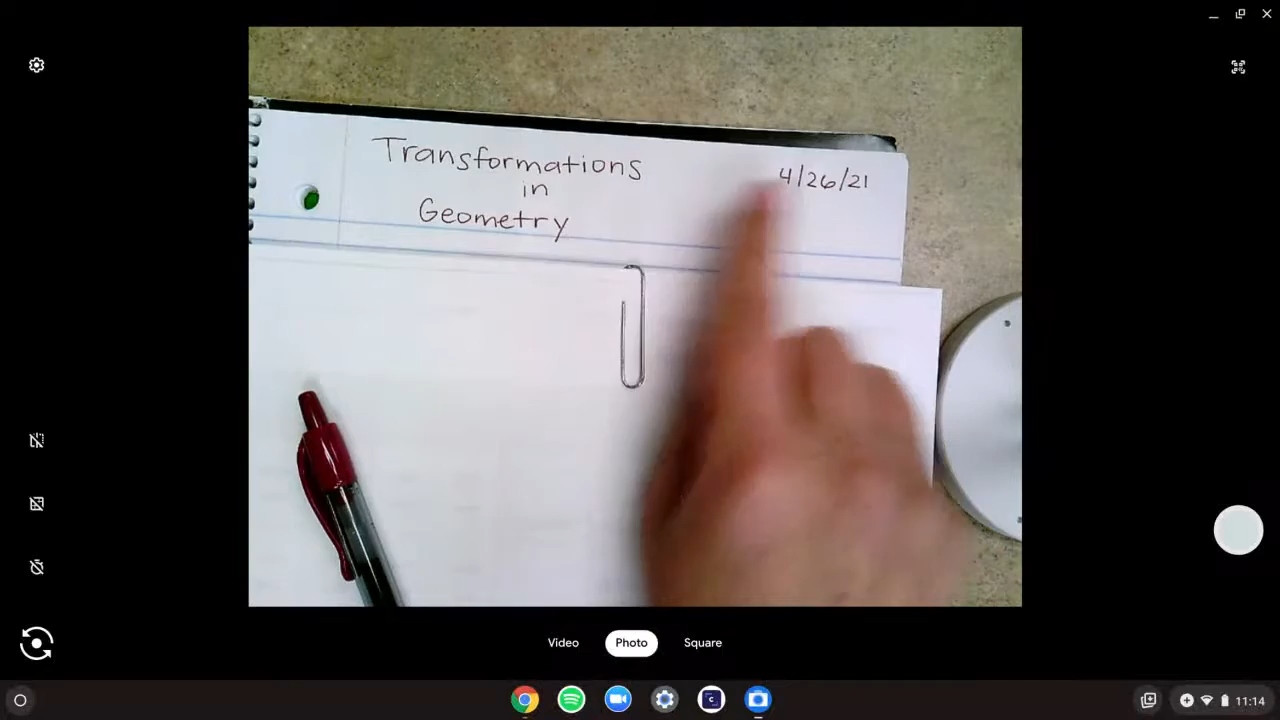 Transformations
in
Geometry
4/26/21
Video
Photo
Square
11:14